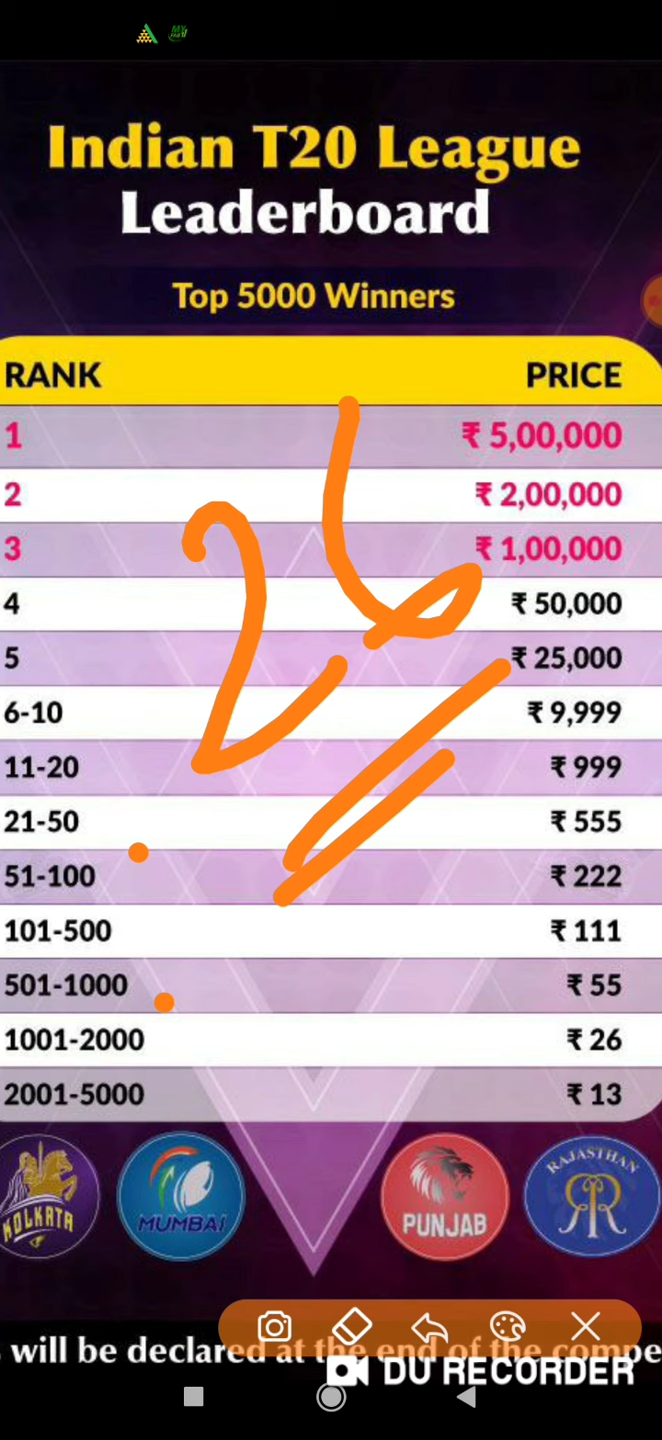 Indian T20 League
Leaderboard
Top 5000 Winners
RANK PRICE
1 ₹ 5,00,000
2 ₹ 2,00,000
3 ₹ 1,00,000
4 ₹ 50,000
5 ₹ 25,000
6-10 ₹ 9,999
11-20 ₹ 999
21-50 ₹ 555
51-100 ₹ 222
101-500 ₹ 111
501-1000 ₹ 55
1001-2000 ₹ 26
2001-5000 ₹ 13
26
KOLKATA MUMBAI PUNJAB RAJASTHAN
will be declared at the end of the compe
DU RECORDER